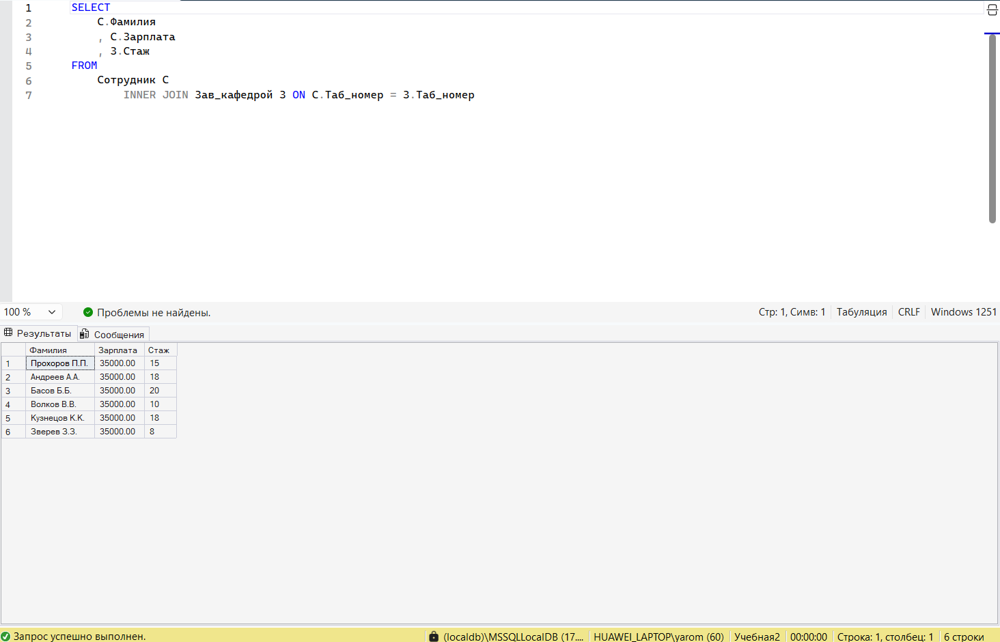 1 SELECT
2 С.Фамилия
3 , С.Зарплата
4 , З.Стаж
5 FROM
6 Сотрудник С
7 INNER JOIN Зав_кафедрой З ON С.Таб_номер = З.Таб_номер
100 % Проблемы не найдены. Стр: 1, Симв: 1 Табуляция CRLF Windows 1251
Результаты Сообщения
Фамилия Зарплата Стаж
1 Прохоров П.П. 35000.00 15
2 Андреев А.А. 35000.00 18
3 Басов Б.Б. 35000.00 20
4 Волков В.В. 35000.00 10
5 Кузнецов К.К. 35000.00 18
6 Зверев З.З. 35000.00 8
Запрос успешно выполнен. (localdb)\MSSQLLocalDB (17.... HUAWEI_LAPTOP\yarom (60) Учебная2 00:00:00 Строка: 1, столбец: 1 6 строки